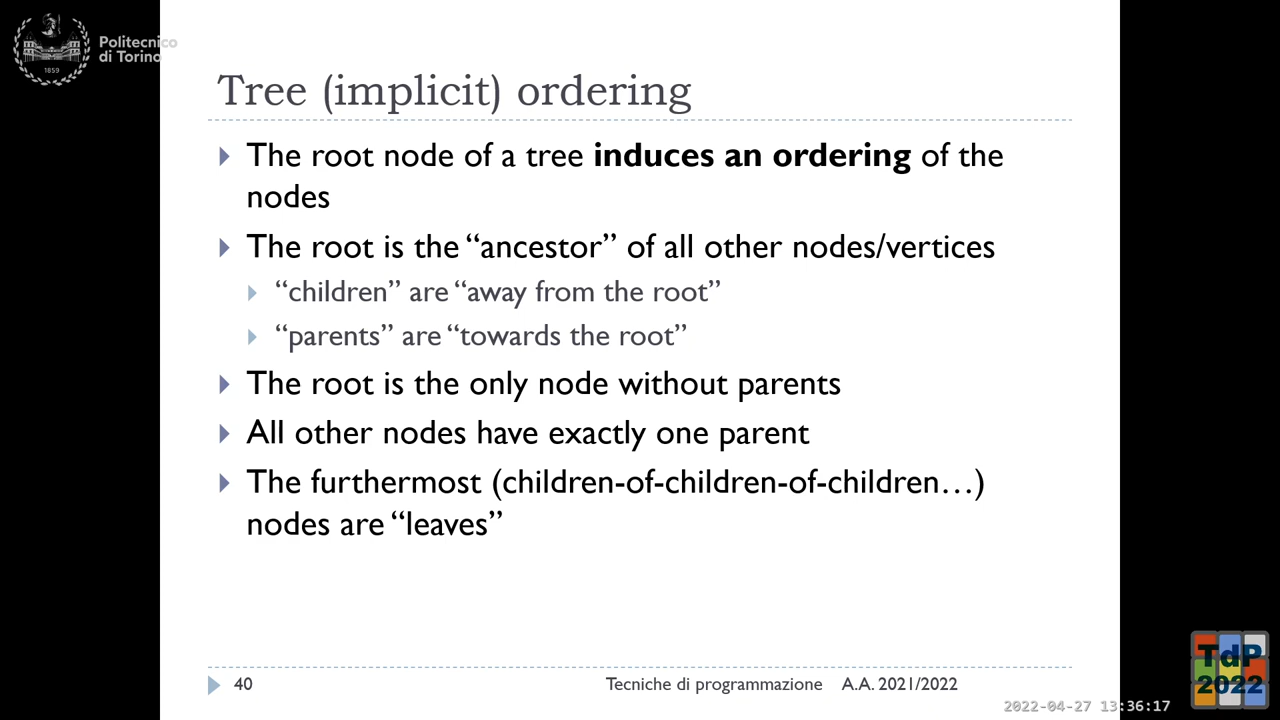 Politecnico
di Torino
1859
Tree (implicit) ordering
The root node of a tree induces an ordering of the
nodes
The root is the “ancestor” of all other nodes/vertices
“children” are “away from the root”
“parents” are “towards the root”
The root is the only node without parents
All other nodes have exactly one parent
The furthermost (children-of-children-of-children…)
nodes are “leaves”
40
Tecniche di programmazione A.A. 2021/2022
2022-04-27 13:36:17
TdP
2022